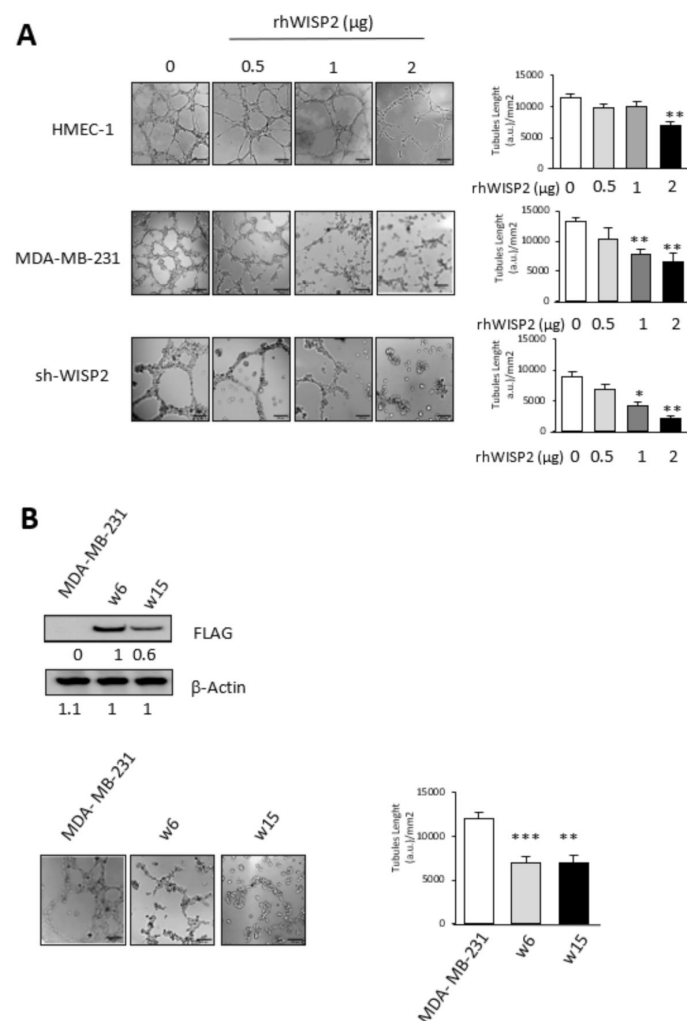 A
rhWISP2 (µg)
0 0.5 1 2
HMEC-1
Tubules Lenght
(a.u.)/mm2
15000
10000
5000
0
**
rhWISP2 (µg) 0 0.5 1 2
MDA-MB-231
Tubules Lenght
(a.u.)/mm2
15000
10000
5000
0
** **
rhWISP2 (µg) 0 0.5 1 2
sh-WISP2
Tubules Lenght
a.u.)/mm2
15000
10000
5000
0
* **
rhWISP2 (µg) 0 0.5 1 2
B
MDA-MB-231 w6 w15
FLAG
0 1 0.6
β-Actin
1.1 1 1
MDA- MB-231 w6 w15
Tubules Lenght
(a.u.)/mm2
15000
10000
5000
0
*** **
MDA- MB-231 w6 w15